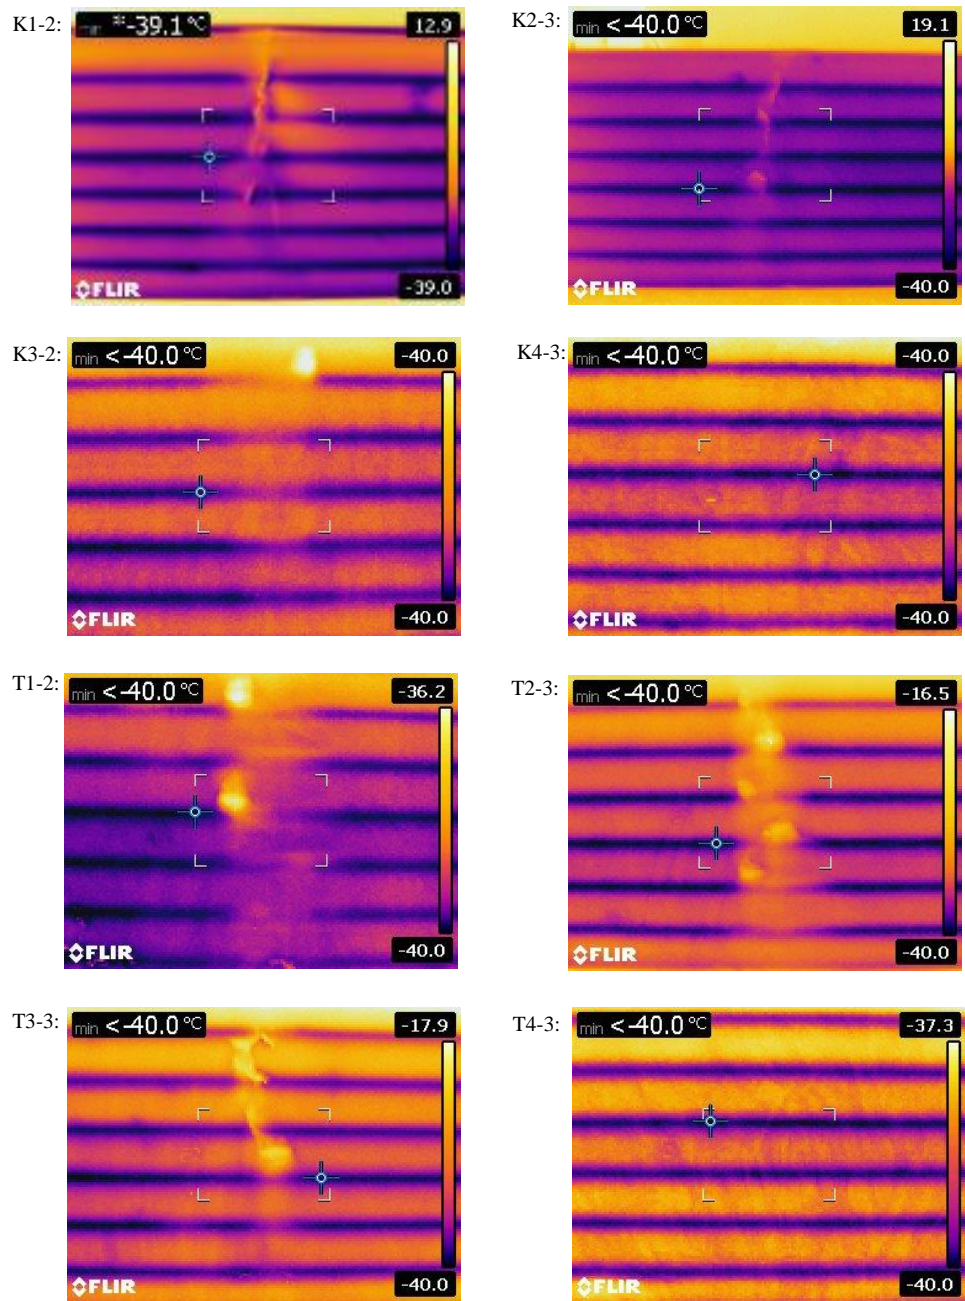 K1-2:
min *-39.1 °C
12.9
FLIR
-39.0
K2-3:
min <-40.0 °C
19.1
FLIR
-40.0
K3-2:
min <-40.0 °C
-40.0
FLIR
-40.0
K4-3:
min <-40.0 °C
-40.0
FLIR
-40.0
T1-2:
min <-40.0 °C
-36.2
FLIR
-40.0
T2-3:
min <-40.0 °C
-16.5
FLIR
-40.0
T3-3:
min <-40.0 °C
-17.9
FLIR
-40.0
T4-3:
min <-40.0 °C
-37.3
FLIR
-40.0